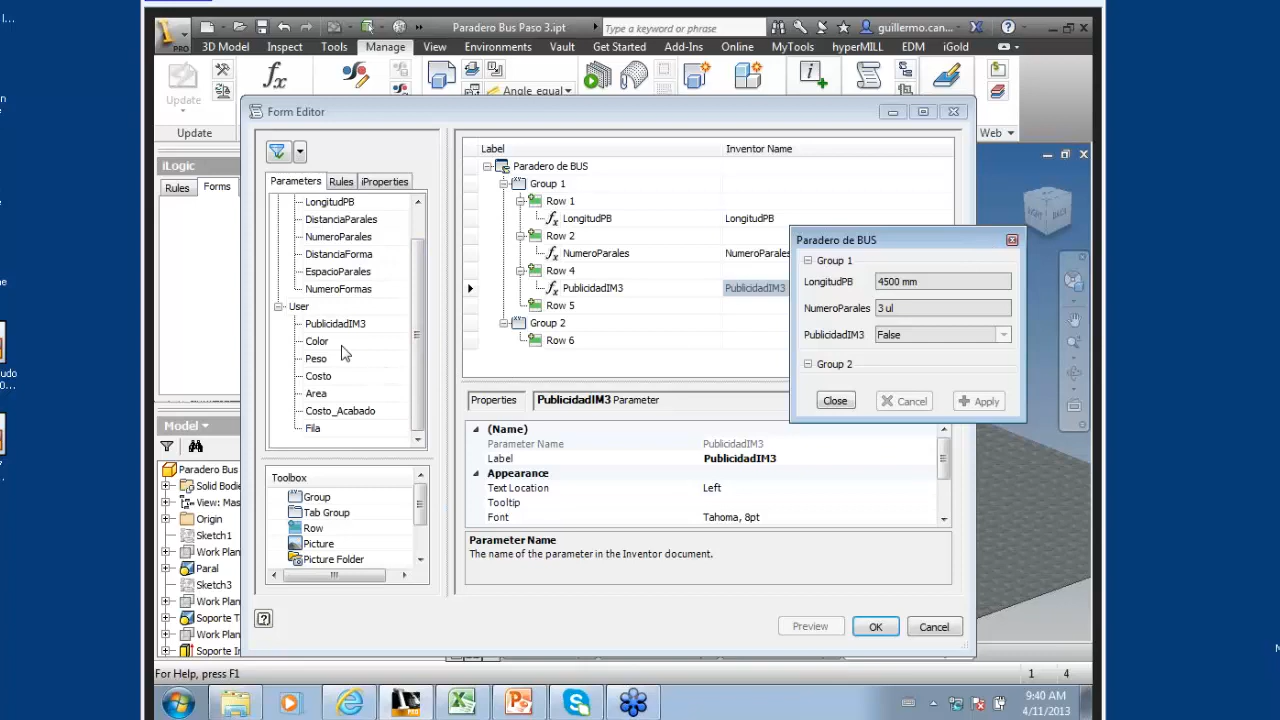 Paradero Bus Paso 3.ipt
Type a keyword or phrase
guillermo.can...
PRO
3D Model
Inspect
Tools
Manage
View
Environments
Vault
Get Started
Add-Ins
Online
MyTools
hyperMILL
EDM
iGold
Update
Angle_equal
Update
Web
Form Editor
iLogic
Rules
Forms
Parameters
Rules
iProperties
LongitudPB
DistanciaParales
NumeroParales
DistanciaForma
EspacioParales
NumeroFormas
User
PublicidadIM3
Color
Peso
Costo
Area
Costo_Acabado
Fila
Toolbox
Group
Tab Group
Row
Picture
Picture Folder
Label
Inventor Name
Paradero de BUS
Group 1
Row 1
LongitudPB
LongitudPB
Row 2
NumeroParales
NumeroParales
Row 4
PublicidadIM3
PublicidadIM3
Row 5
Group 2
Row 6
Properties
PublicidadIM3 Parameter
(Name)
Parameter Name
PublicidadIM3
Label
PublicidadIM3
Appearance
Text Location
Left
Tooltip
Font
Tahoma, 8pt
Parameter Name
The name of the parameter in the Inventor document.
Preview
OK
Cancel
Paradero de BUS
Group 1
LongitudPB
4500 mm
NumeroParales
3 ul
PublicidadIM3
False
Group 2
Close
Cancel
Apply
RIGHT
BACK
Model
Paradero Bus
Solid Bodie
View: Mas
Origin
Sketch1
Work Plan
Paral
Sketch3
Work Plan
Soporte T
Work Plan
Soporte In
For Help, press F1
1
4
9:40 AM
4/11/2013